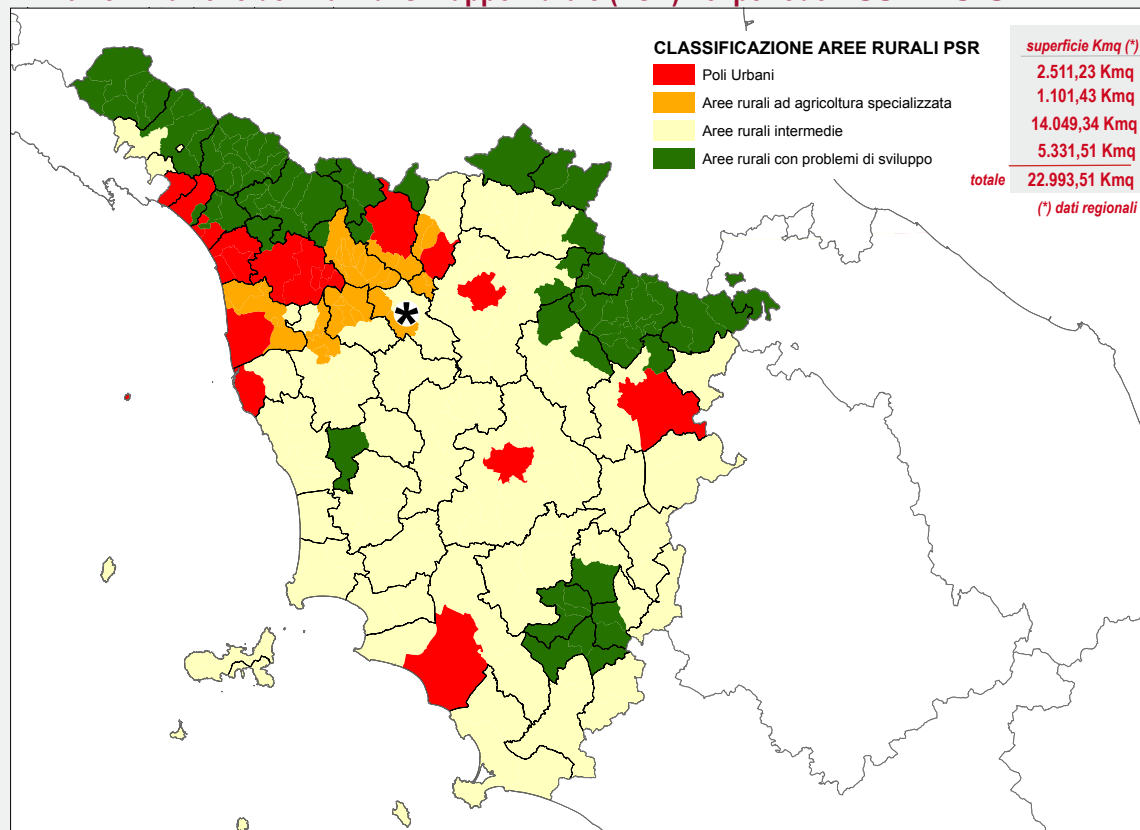 CLASSIFICAZIONE AREE RURALI PSR
superficie Kmq (*)
Poli Urbani
2.511,23 Kmq
Aree rurali ad agricoltura specializzata
1.101,43 Kmq
Aree rurali intermedie
14.049,34 Kmq
Aree rurali con problemi di sviluppo
5.331,51 Kmq
totale 22.993,51 Kmq
(*) dati regionali
*